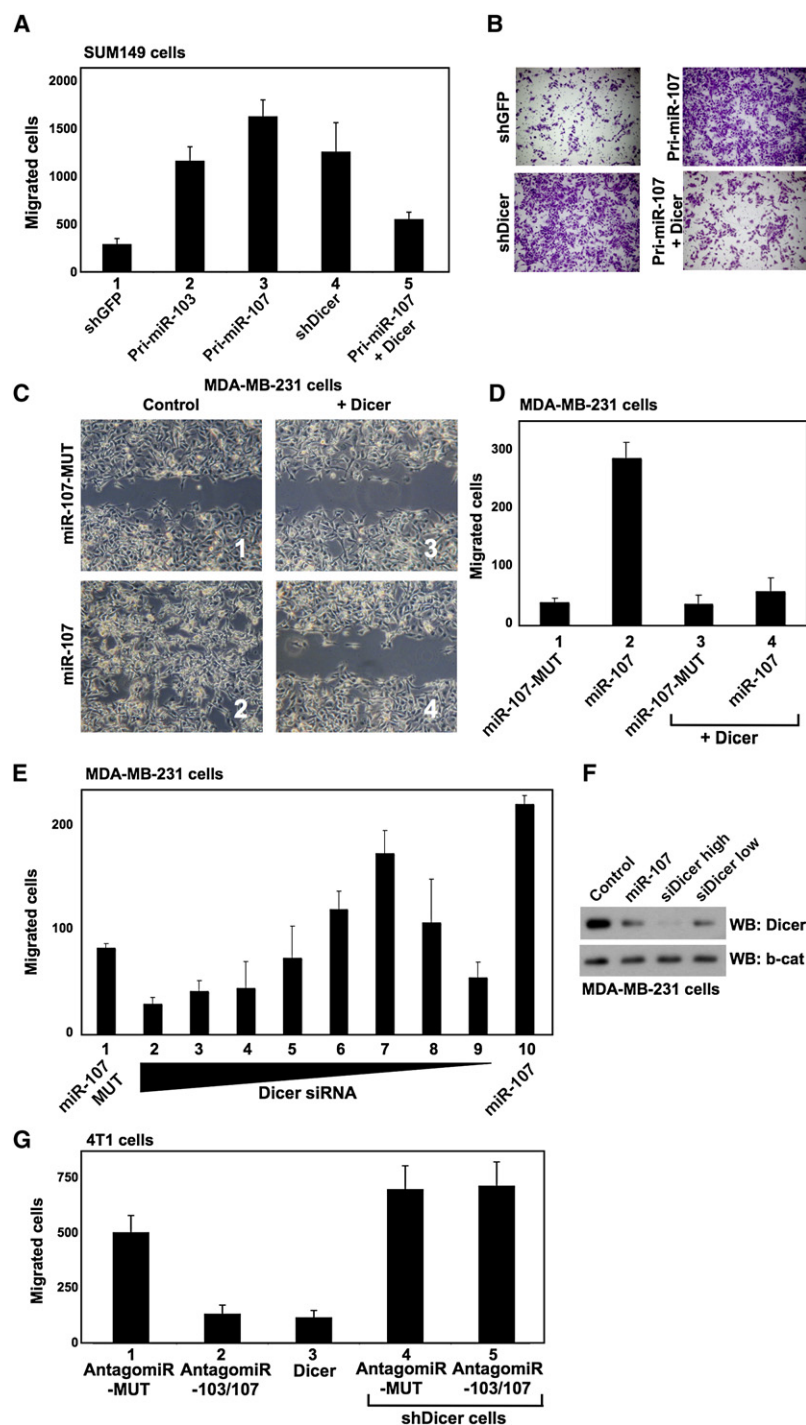 A
SUM149 cells
Migrated cells
2000
1500
1000
500
0
1
2
3
4
5
shGFP
Pri-miR-103
Pri-miR-107
shDicer
Pri-miR-107
+ Dicer
B
shGFP
Pri-miR-107
shDicer
Pri-miR-107
+ Dicer
C
MDA-MB-231 cells
Control
+ Dicer
miR-107-MUT
miR-107
1
3
2
4
D
MDA-MB-231 cells
Migrated cells
300
200
100
0
1
2
3
4
miR-107-MUT
miR-107
miR-107-MUT
miR-107
+ Dicer
E
MDA-MB-231 cells
Migrated cells
200
100
0
1
2
3
4
5
6
7
8
9
10
miR-107
MUT
Dicer siRNA
miR-107
F
Control
miR-107
siDicer high
siDicer low
WB: Dicer
WB: b-cat
MDA-MB-231 cells
G
4T1 cells
Migrated cells
750
500
250
0
1
2
3
4
5
AntagomiR
-MUT
AntagomiR
-103/107
Dicer
AntagomiR
-MUT
AntagomiR
-103/107
shDicer cells